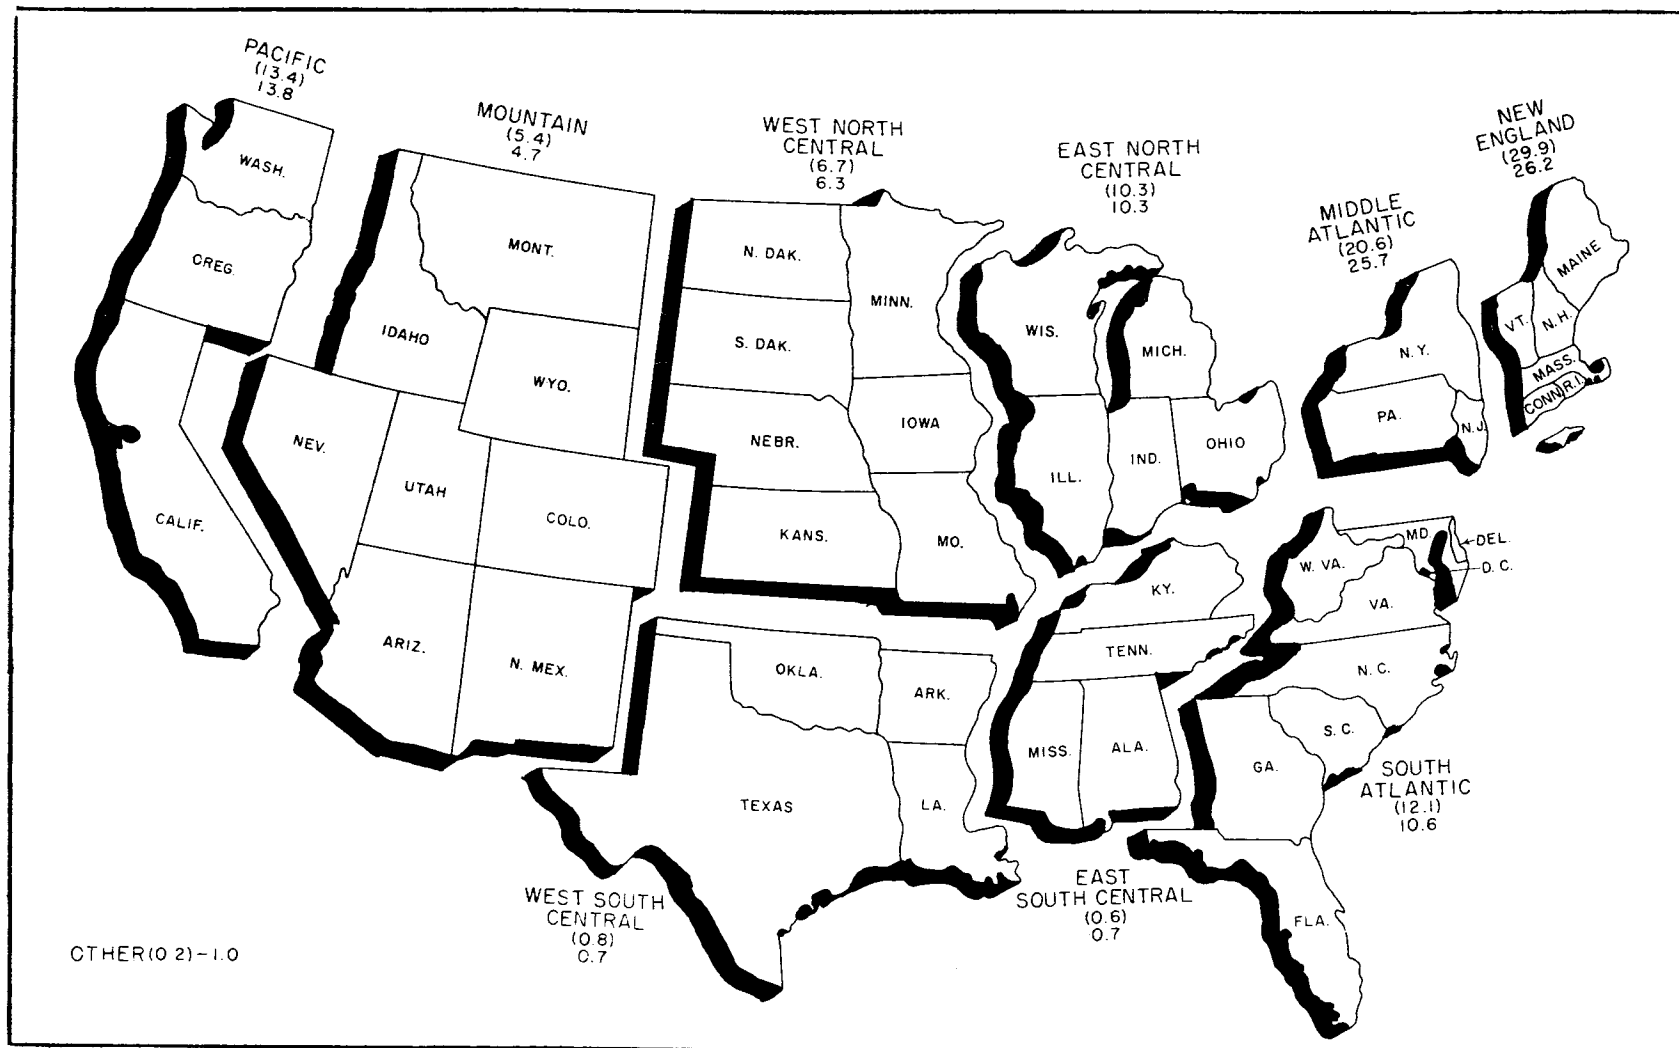 PACIFIC
(13.4)
13.8
MOUNTAIN
(5.4)
4.7
WEST NORTH
CENTRAL
(6.7)
6.3
EAST NORTH
CENTRAL
(10.3)
10.3
MIDDLE
ATLANTIC
(20.6)
25.7
NEW
ENGLAND
(29.9)
26.2
WASH.
OREG.
CALIF.
MONT.
IDAHO
WYO.
NEV.
UTAH
COLO.
ARIZ.
N. MEX.
N. DAK.
S. DAK.
NEBR.
KANS.
MINN.
IOWA
MO.
WIS.
MICH.
ILL.
IND.
OHIO
N.Y.
PA.
N.J.
MAINE
VT.
N.H.
MASS.
CONN.
R.I.
OKLA.
ARK.
TEXAS
LA.
KY.
TENN.
MISS.
ALA.
MD.
DEL.
D.C.
W. VA.
VA.
N.C.
S.C.
GA.
FLA.
SOUTH
ATLANTIC
(12.1)
10.6
EAST
SOUTH CENTRAL
(0.6)
0.7
WEST SOUTH
CENTRAL
(0.8)
0.7
OTHER(0 2)-1.0